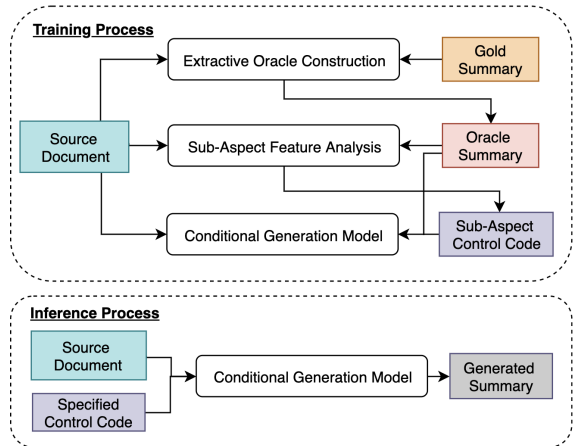 Training Process
Extractive Oracle Construction
Gold
Summary
Source
Document
Sub-Aspect Feature Analysis
Oracle
Summary
Conditional Generation Model
Sub-Aspect
Control Code
Inference Process
Source
Document
Specified
Control Code
Conditional Generation Model
Generated
Summary